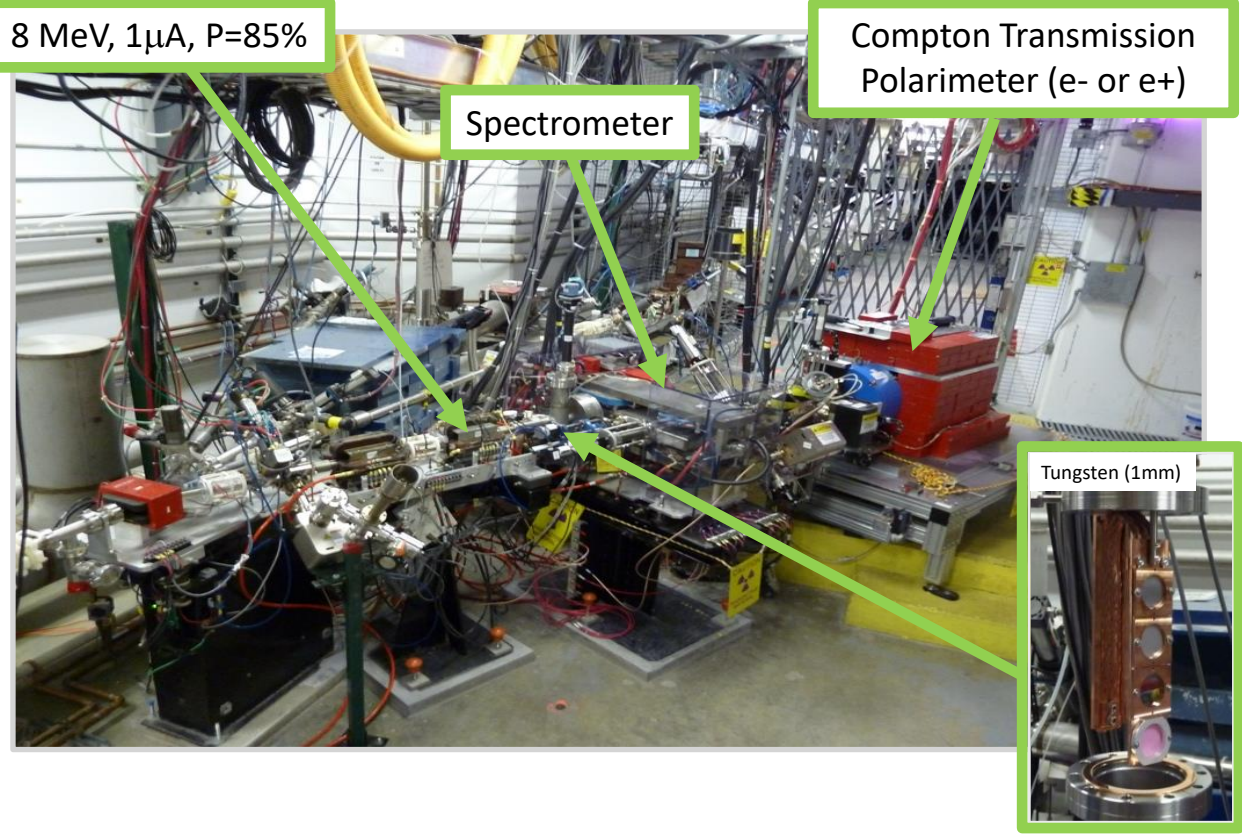 8 MeV, 1μA, P=85%
Compton Transmission
Polarimeter (e- or e+)
Spectrometer
Tungsten (1mm)